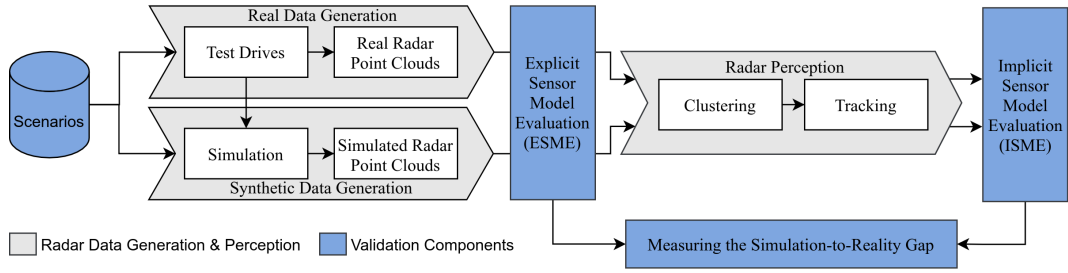 Real Data Generation
Test Drives
Real Radar
Point Clouds
Scenarios
Simulation
Simulated Radar
Point Clouds
Synthetic Data Generation
Explicit
Sensor
Model
Evaluation
(ESME)
Radar Perception
Clustering
Tracking
Implicit
Sensor
Model
Evaluation
(ISME)
Radar Data Generation & Perception
Validation Components
Measuring the Simulation-to-Reality Gap